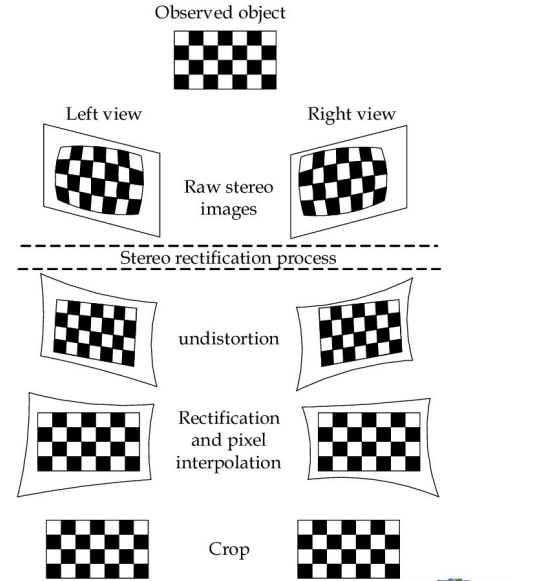 Observed object
Left view
Right view
Raw stereo
images
Stereo rectification process
undistortion
Rectification
and pixel
interpolation
Crop